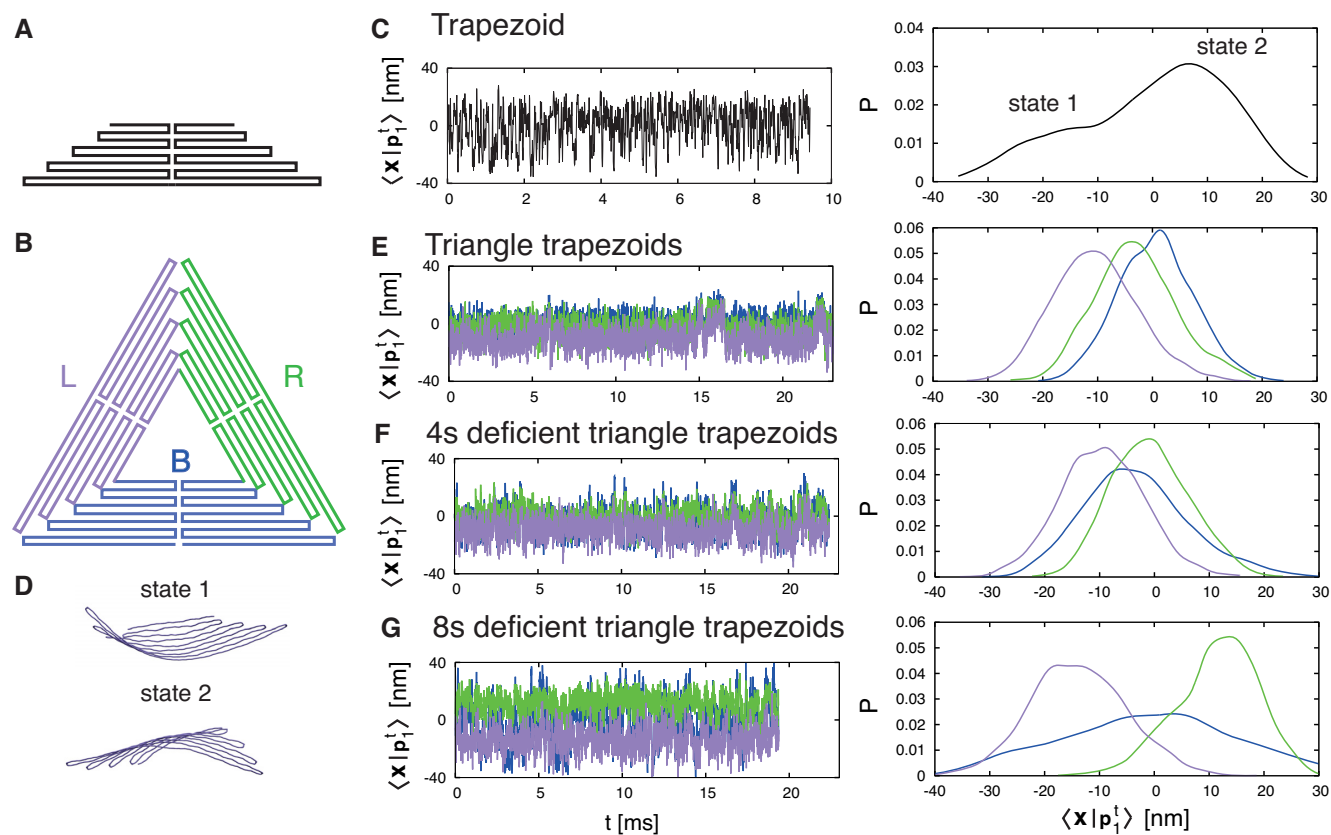 A
B
L
R
B
D
state 1
state 2
C Trapezoid
⟨x|p₁ᵗ⟩ [nm]
40
0
-40
0 2 4 6 8 10
P
0.04
0.03
0.02
0.01
0
state 1
state 2
-40 -30 -20 -10 0 10 20 30
E Triangle trapezoids
⟨x|p₁ᵗ⟩ [nm]
40
0
-40
0 5 10 15 20
P
0.06
0.05
0.04
0.03
0.02
0.01
0
-40 -30 -20 -10 0 10 20 30
F 4s deficient triangle trapezoids
⟨x|p₁ᵗ⟩ [nm]
40
0
-40
0 5 10 15 20
P
0.06
0.05
0.04
0.03
0.02
0.01
0
-40 -30 -20 -10 0 10 20 30
G 8s deficient triangle trapezoids
⟨x|p₁ᵗ⟩ [nm]
40
0
-40
0 5 10 15 20
t [ms]
P
0.06
0.05
0.04
0.03
0.02
0.01
0
-40 -30 -20 -10 0 10 20 30
⟨x|p₁ᵗ⟩ [nm]